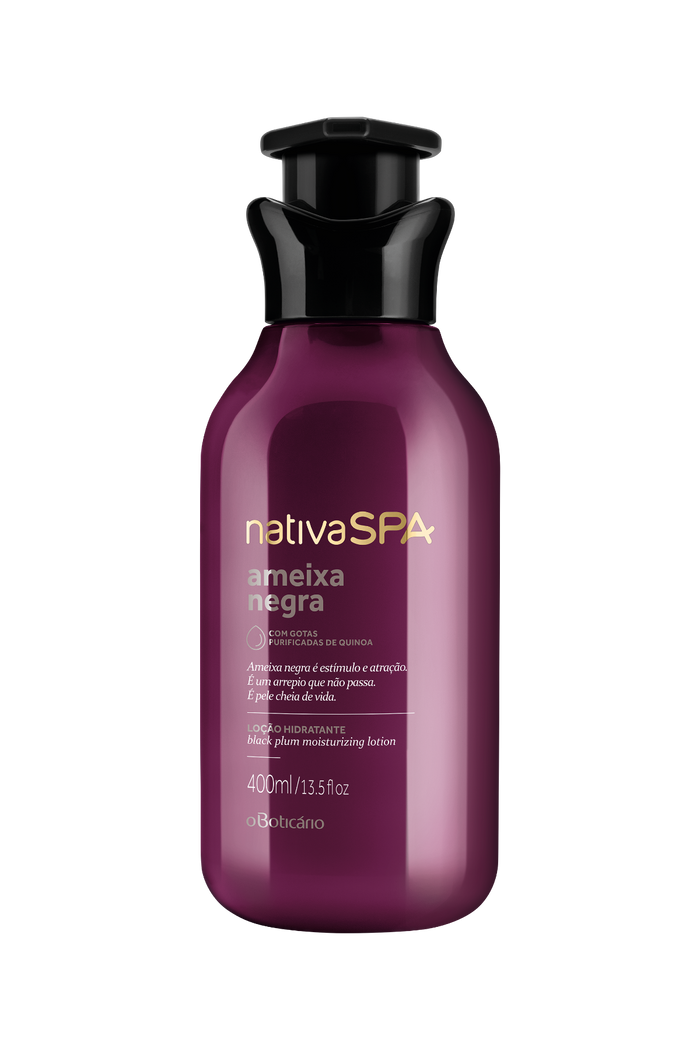 nativaSPA
ameixa
negra
COM GOTAS
PURIFICADAS DE QUINOA
Ameixa negra é estímulo e atração.
É um arrepio que não passa.
É pele cheia de vida.
LOÇÃO HIDRATANTE
black plum moisturizing lotion
400ml/13.5 fl oz
oBoticário